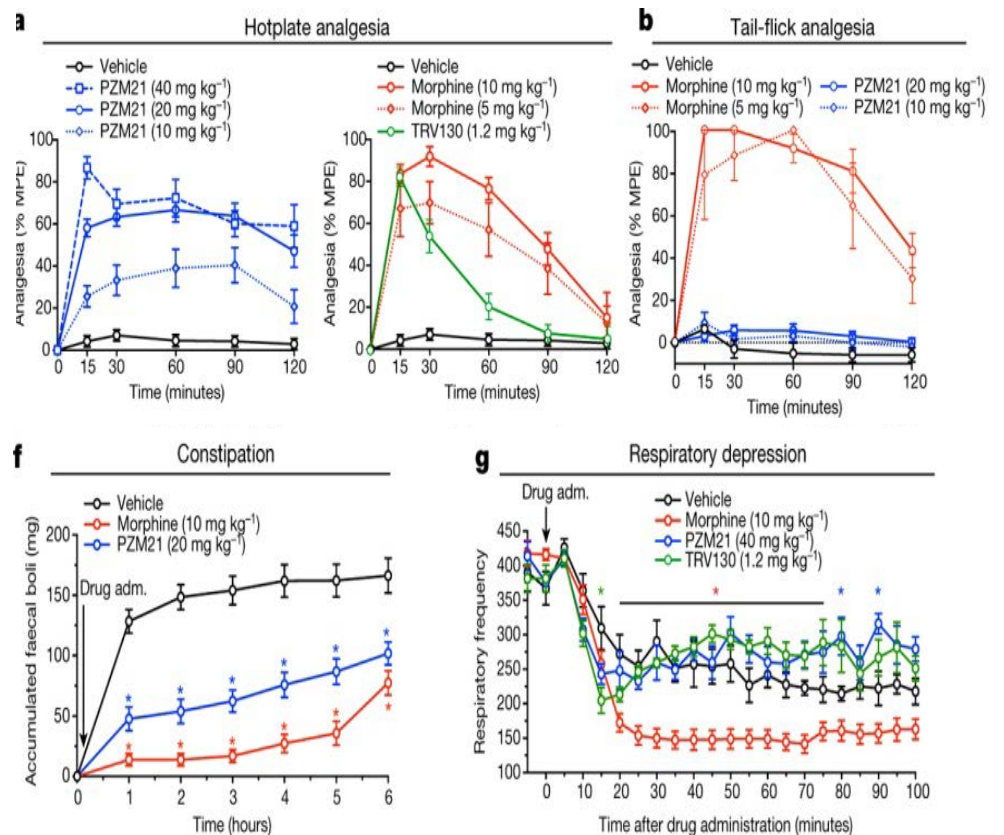 a
Hotplate analgesia
Vehicle
PZM21 (40 mg kg⁻¹)
PZM21 (20 mg kg⁻¹)
PZM21 (10 mg kg⁻¹)
100
80
60
40
20
0
Analgesia (% MPE)
0 15 30 60 90 120
Time (minutes)
Vehicle
Morphine (10 mg kg⁻¹)
Morphine (5 mg kg⁻¹)
TRV130 (1.2 mg kg⁻¹)
100
80
60
40
20
0
Analgesia (% MPE)
0 15 30 60 90 120
Time (minutes)
b
Tail-flick analgesia
Vehicle
Morphine (10 mg kg⁻¹) PZM21 (20 mg kg⁻¹)
Morphine (5 mg kg⁻¹) PZM21 (10 mg kg⁻¹)
100
80
60
40
20
0
Analgesia (% MPE)
0 15 30 60 90 120
Time (minutes)
f
Constipation
Vehicle
Morphine (10 mg kg⁻¹)
PZM21 (20 mg kg⁻¹)
200
150
100
50
0
Accumulated faecal boli (mg)
Drug adm.
* * * * * *
* * * * * *
0 1 2 3 4 5 6
Time (hours)
g
Respiratory depression
Drug adm.
Vehicle
Morphine (10 mg kg⁻¹)
PZM21 (40 mg kg⁻¹)
TRV130 (1.2 mg kg⁻¹)
450
400
350
300
250
200
150
100
Respiratory frequency
* * * *
0 10 20 30 40 50 60 70 80 90 100
Time after drug administration (minutes)